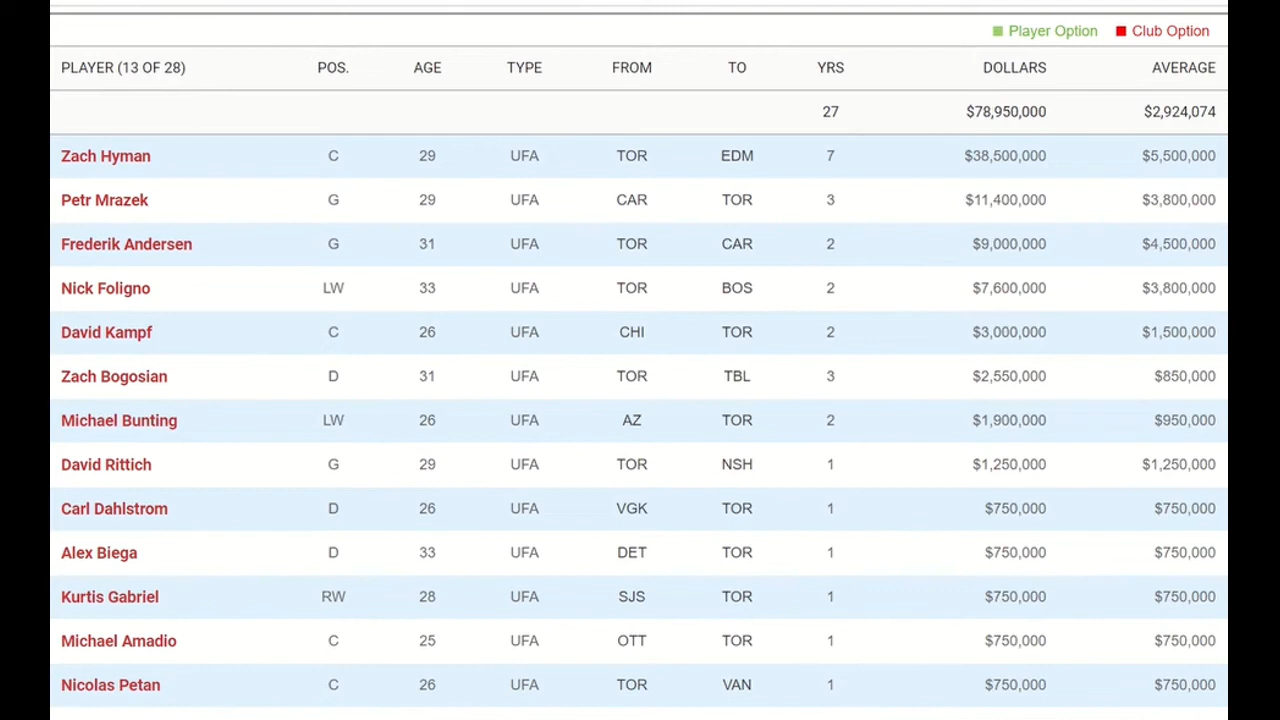 Player Option Club Option
PLAYER (13 OF 28) POS. AGE TYPE FROM TO YRS DOLLARS AVERAGE
27 $78,950,000 $2,924,074
Zach Hyman C 29 UFA TOR EDM 7 $38,500,000 $5,500,000
Petr Mrazek G 29 UFA CAR TOR 3 $11,400,000 $3,800,000
Frederik Andersen G 31 UFA TOR CAR 2 $9,000,000 $4,500,000
Nick Foligno LW 33 UFA TOR BOS 2 $7,600,000 $3,800,000
David Kampf C 26 UFA CHI TOR 2 $3,000,000 $1,500,000
Zach Bogosian D 31 UFA TOR TBL 3 $2,550,000 $850,000
Michael Bunting LW 26 UFA AZ TOR 2 $1,900,000 $950,000
David Rittich G 29 UFA TOR NSH 1 $1,250,000 $1,250,000
Carl Dahlstrom D 26 UFA VGK TOR 1 $750,000 $750,000
Alex Biega D 33 UFA DET TOR 1 $750,000 $750,000
Kurtis Gabriel RW 28 UFA SJS TOR 1 $750,000 $750,000
Michael Amadio C 25 UFA OTT TOR 1 $750,000 $750,000
Nicolas Petan C 26 UFA TOR VAN 1 $750,000 $750,000